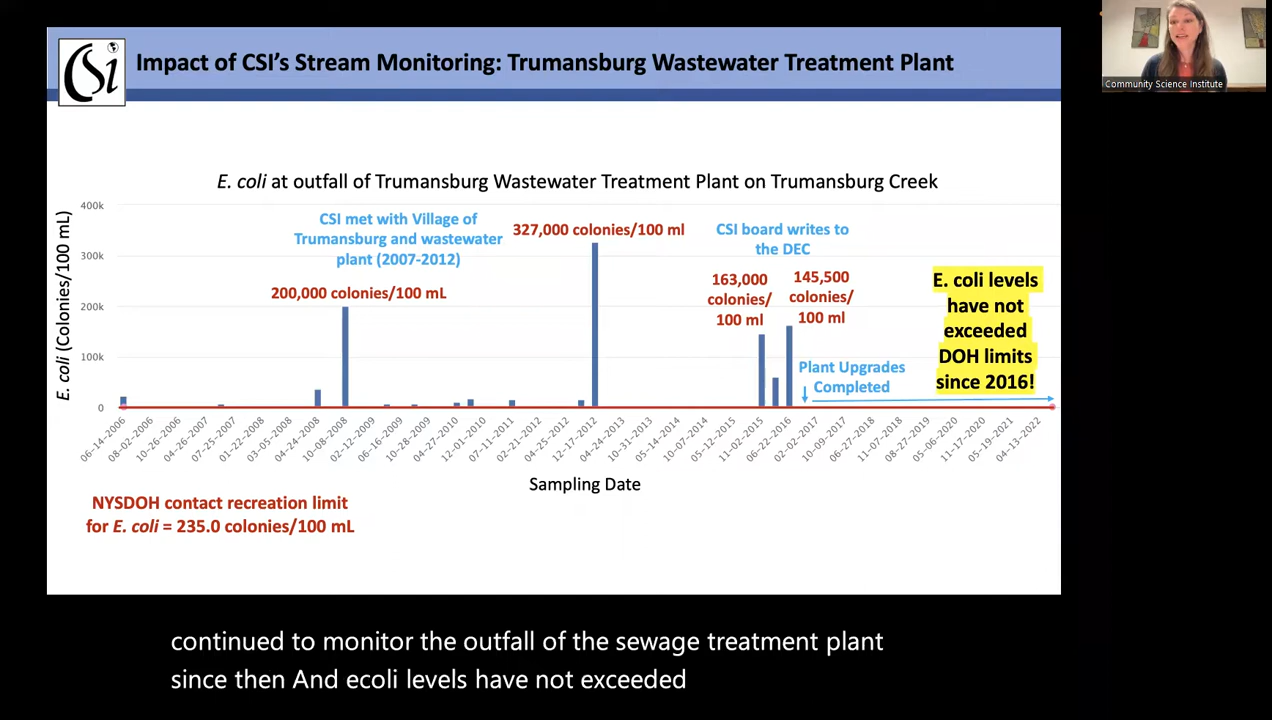 CSi
Impact of CSI's Stream Monitoring: Trumansburg Wastewater Treatment Plant
Community Science Institute
E. coli at outfall of Trumansburg Wastewater Treatment Plant on Trumansburg Creek
E. coli (Colonies/100 mL)
400k
300k
200k
100k
0
CSI met with Village of
Trumansburg and wastewater
plant (2007-2012)
200,000 colonies/100 mL
327,000 colonies/100 ml
CSI board writes to
the DEC
163,000
colonies/
100 ml
145,500
colonies/
100 ml
Plant Upgrades
Completed
E. coli levels
have not
exceeded
DOH limits
since 2016!
06-14-2006
08-02-2006
10-26-2006
04-26-2007
07-25-2007
01-22-2008
03-05-2008
04-24-2008
10-08-2008
02-12-2009
06-16-2009
10-28-2009
04-27-2010
12-01-2010
07-11-2011
02-21-2012
04-25-2012
12-17-2012
04-24-2013
10-31-2013
05-14-2014
10-07-2014
05-12-2015
11-02-2015
06-22-2016
02-02-2017
10-09-2017
06-27-2018
11-07-2018
08-27-2019
05-06-2020
11-17-2020
05-19-2021
04-13-2022
Sampling Date
NYSDOH contact recreation limit
for E. coli = 235.0 colonies/100 mL
continued to monitor the outfall of the sewage treatment plant
since then And ecoli levels have not exceeded